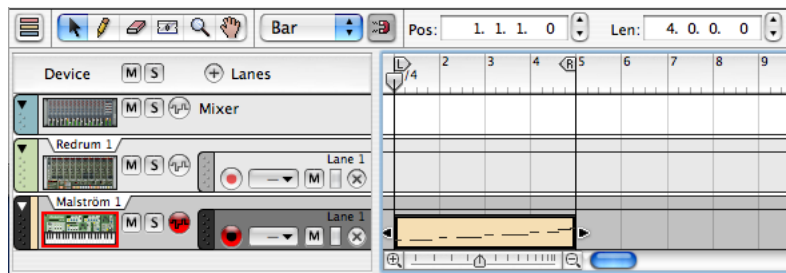 Bar Pos: 1. 1. 1. 0 Len: 4. 0. 0. 0
Device M S Lanes
L /4 2 3 4 R 5 6 7 8 9
M S Mixer
Redrum 1
M S Lane 1
— M
Malström 1
M S Lane 1
— M